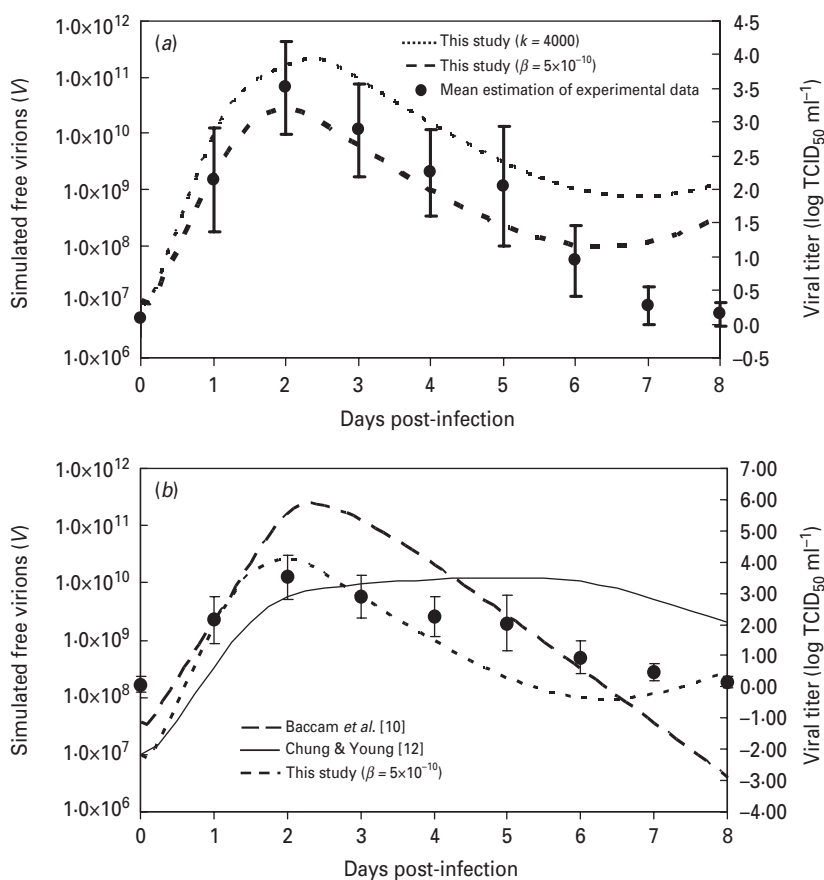 (a)
This study (k = 4000)
This study (β = 5×10⁻¹⁰)
Mean estimation of experimental data
Simulated free virions (V)
1·0×10¹²
1·0×10¹¹
1·0×10¹⁰
1·0×10⁹
1·0×10⁸
1·0×10⁷
1·0×10⁶
4·5
4·0
3·5
3·0
2·5
2·0
1·5
1·0
0·5
0·0
–0·5
Viral titer (log TCID₅₀ ml⁻¹)
0 1 2 3 4 5 6 7 8
Days post-infection
(b)
Simulated free virions (V)
1·0×10¹²
1·0×10¹¹
1·0×10¹⁰
1·0×10⁹
1·0×10⁸
1·0×10⁷
1·0×10⁶
Baccam et al. [10]
Chung & Young [12]
This study (β = 5×10⁻¹⁰)
7·00
6·00
5·00
4·00
3·00
2·00
1·00
0·00
–1·00
–2·00
–3·00
–4·00
Viral titer (log TCID₅₀ ml⁻¹)
0 1 2 3 4 5 6 7 8
Days post-infection